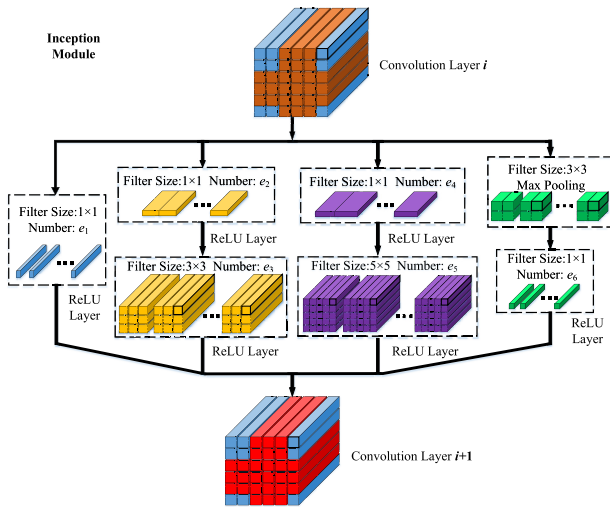 Inception
Module
Convolution Layer i
Filter Size:1×1
Number: e1
ReLU
Layer
Filter Size:1×1 Number: e2
ReLU Layer
Filter Size:3×3 Number: e3
ReLU Layer
Filter Size:1×1 Number: e4
ReLU Layer
Filter Size:5×5 Number: e5
ReLU Layer
Filter Size:3×3
Max Pooling
Filter Size:1×1
Number: e6
ReLU
Layer
Convolution Layer i+1